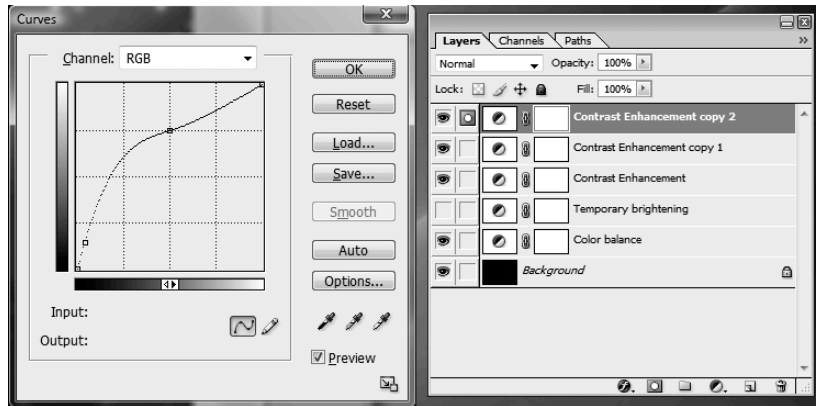 Curves
Channel: RGB
OK
Reset
Load...
Save...
Smooth
Auto
Options...
Input:
Output:
Preview
Layers Channels Paths
Normal Opacity: 100%
Lock: Fill: 100%
Contrast Enhancement copy 2
Contrast Enhancement copy 1
Contrast Enhancement
Temporary brightening
Color balance
Background